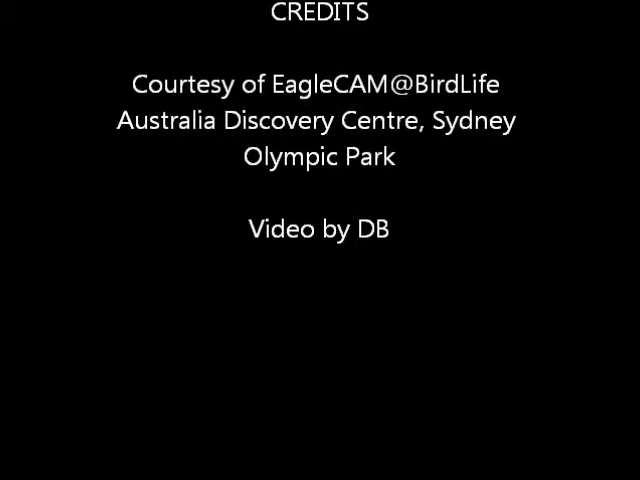 CREDITS
Courtesy of EagleCAM@BirdLife
Australia Discovery Centre, Sydney
Olympic Park
Video by DB